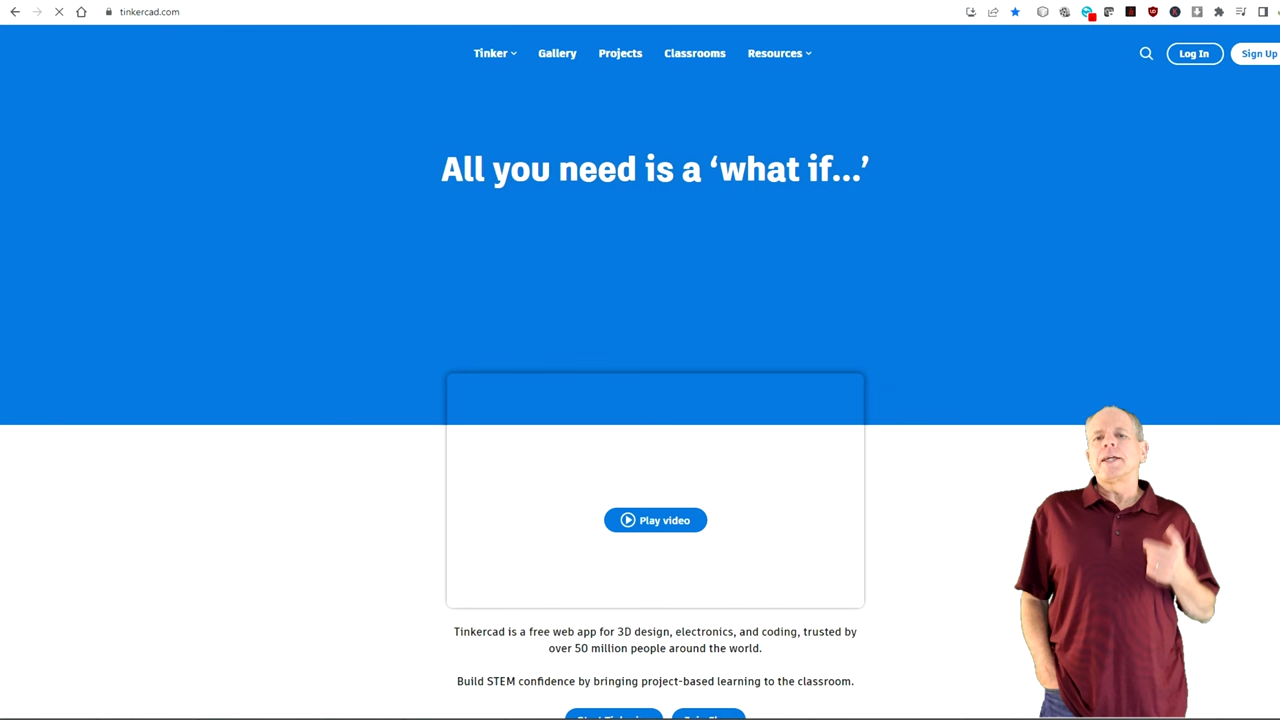 tinkercad.com
Tinker
Gallery
Projects
Classrooms
Resources
Log In
Sign Up
All you need is a ‘what if...’
Play video
Tinkercad is a free web app for 3D design, electronics, and coding, trusted by
over 50 million people around the world.
Build STEM confidence by bringing project-based learning to the classroom.